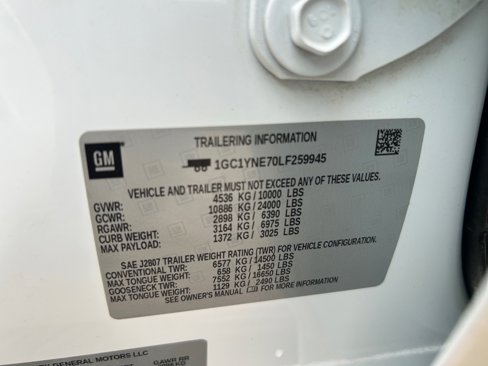 GM
TRAILERING INFORMATION
1GC1YNE70LF259945
VEHICLE AND TRAILER MUST NOT EXCEED ANY OF THESE VALUES.
GVWR: 4536 KG / 10000 LBS
GCWR: 10886 KG / 24000 LBS
RGAWR: 2898 KG / 6390 LBS
CURB WEIGHT: 3164 KG / 6975 LBS
MAX PAYLOAD: 1372 KG / 3025 LBS
SAE J2807 TRAILER WEIGHT RATING (TWR) FOR VEHICLE CONFIGURATION.
CONVENTIONAL TWR: 6577 KG / 14500 LBS
MAX TONGUE WEIGHT: 658 KG / 1450 LBS
GOOSENECK TWR: 7552 KG / 16650 LBS
MAX TONGUE WEIGHT: 1129 KG / 2490 LBS
SEE OWNER'S MANUAL FOR MORE INFORMATION.
GENERAL MOTORS LLC
GAWR RR